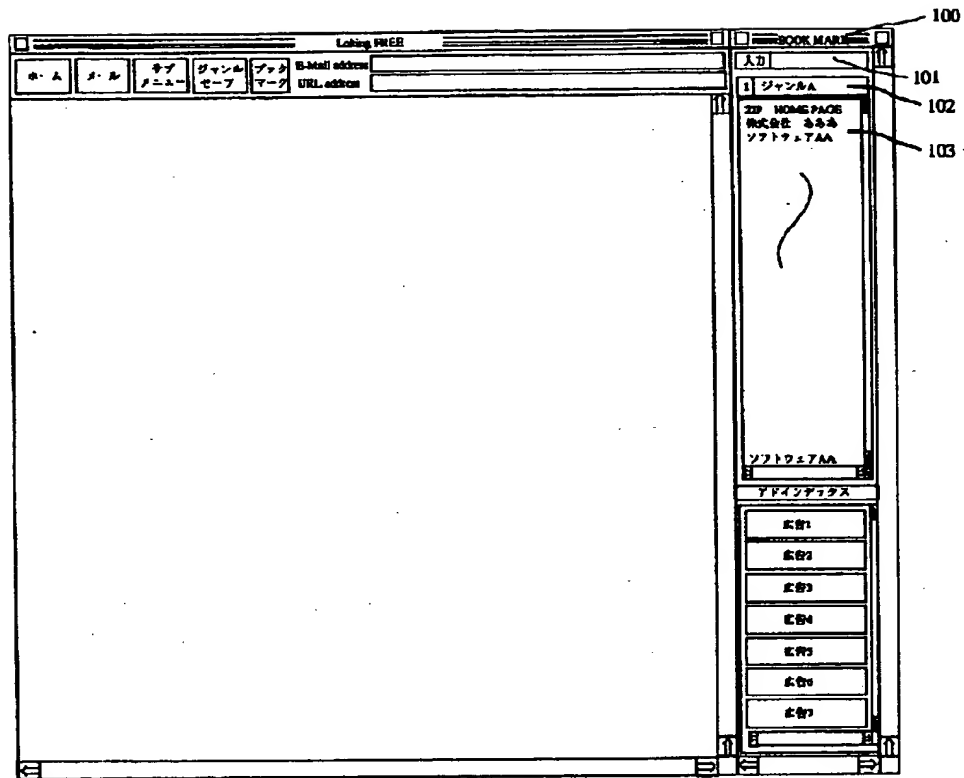 100
Loking FREE
BOOK MARK
ホーム
メール
サブ
メニュー
ジャンル
セーブ
ブック
マーク
E-Mail address
URL address
入力
101
1 ジャンルA
102
HOME PAGE
株式会社 あああ
103
ソフトウェアAA
ソフトウェアAA
アドインデックス
広告1
広告2
広告3
広告4
広告5
広告6
広告7